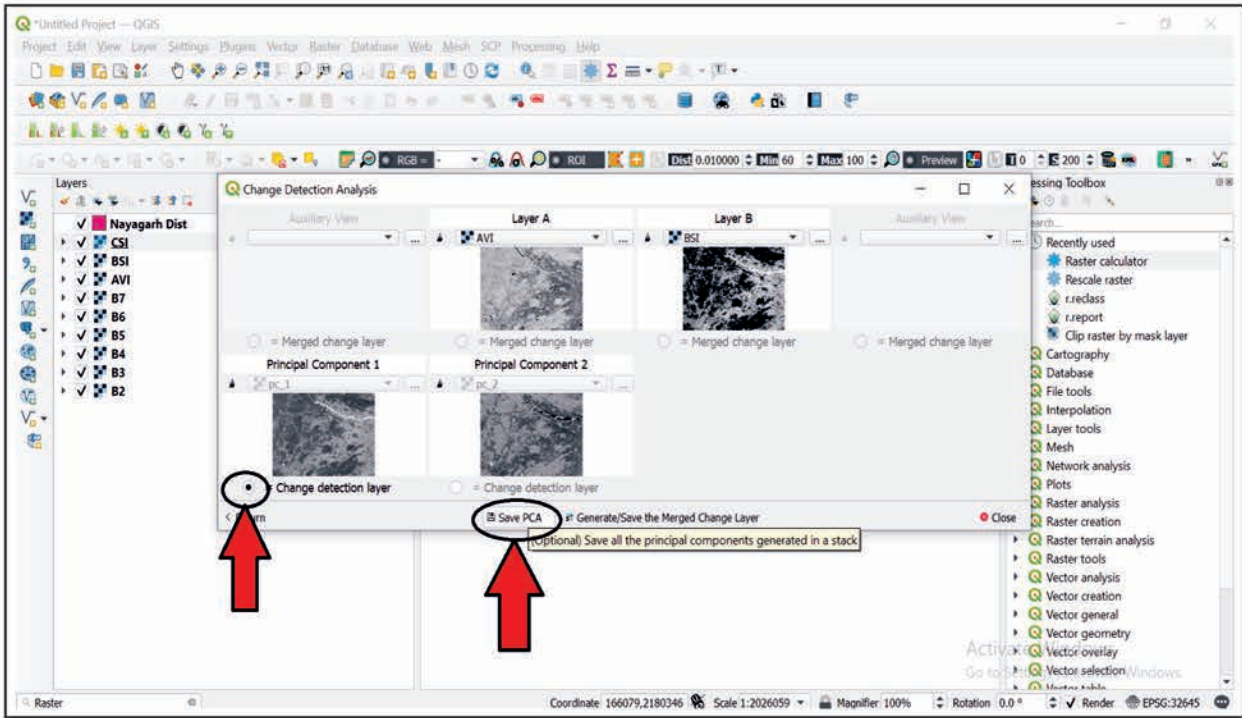 *Untitled Project — QGIS
Project Edit View Layer Settings Plugins Vector Raster Database Web Mesh SCP Processing Help
RGB = - ROI Dist 0.010000 Min 60 Max 100 Preview T 0 S 200
Layers
Nayagarh Dist
CSI
BSI
AVI
B7
B6
B5
B4
B3
B2
Change Detection Analysis
Auxiliary View Layer A Layer B Auxiliary View
... AVI ... BSI ... ...
= Merged change layer = Merged change layer = Merged change layer = Merged change layer
Principal Component 1 Principal Component 2
pc_1 ... pc_2 ...
= Change detection layer = Change detection layer
Save PCA Generate/Save the Merged Change Layer Close
(Optional) Save all the principal components generated in a stack
essing Toolbox
Recently used
Raster calculator
Rescale raster
r.reclass
r.report
Clip raster by mask layer
Cartography
Database
File tools
Interpolation
Layer tools
Mesh
Network analysis
Plots
Raster analysis
Raster creation
Raster terrain analysis
Raster tools
Vector analysis
Vector creation
Vector general
Vector geometry
Vector overlay
Vector selection
Vector table
Activate Windows
Raster Coordinate 166079,2180346 Scale 1:2026059 Magnifier 100% Rotation 0.0 ° Render EPSG:32645